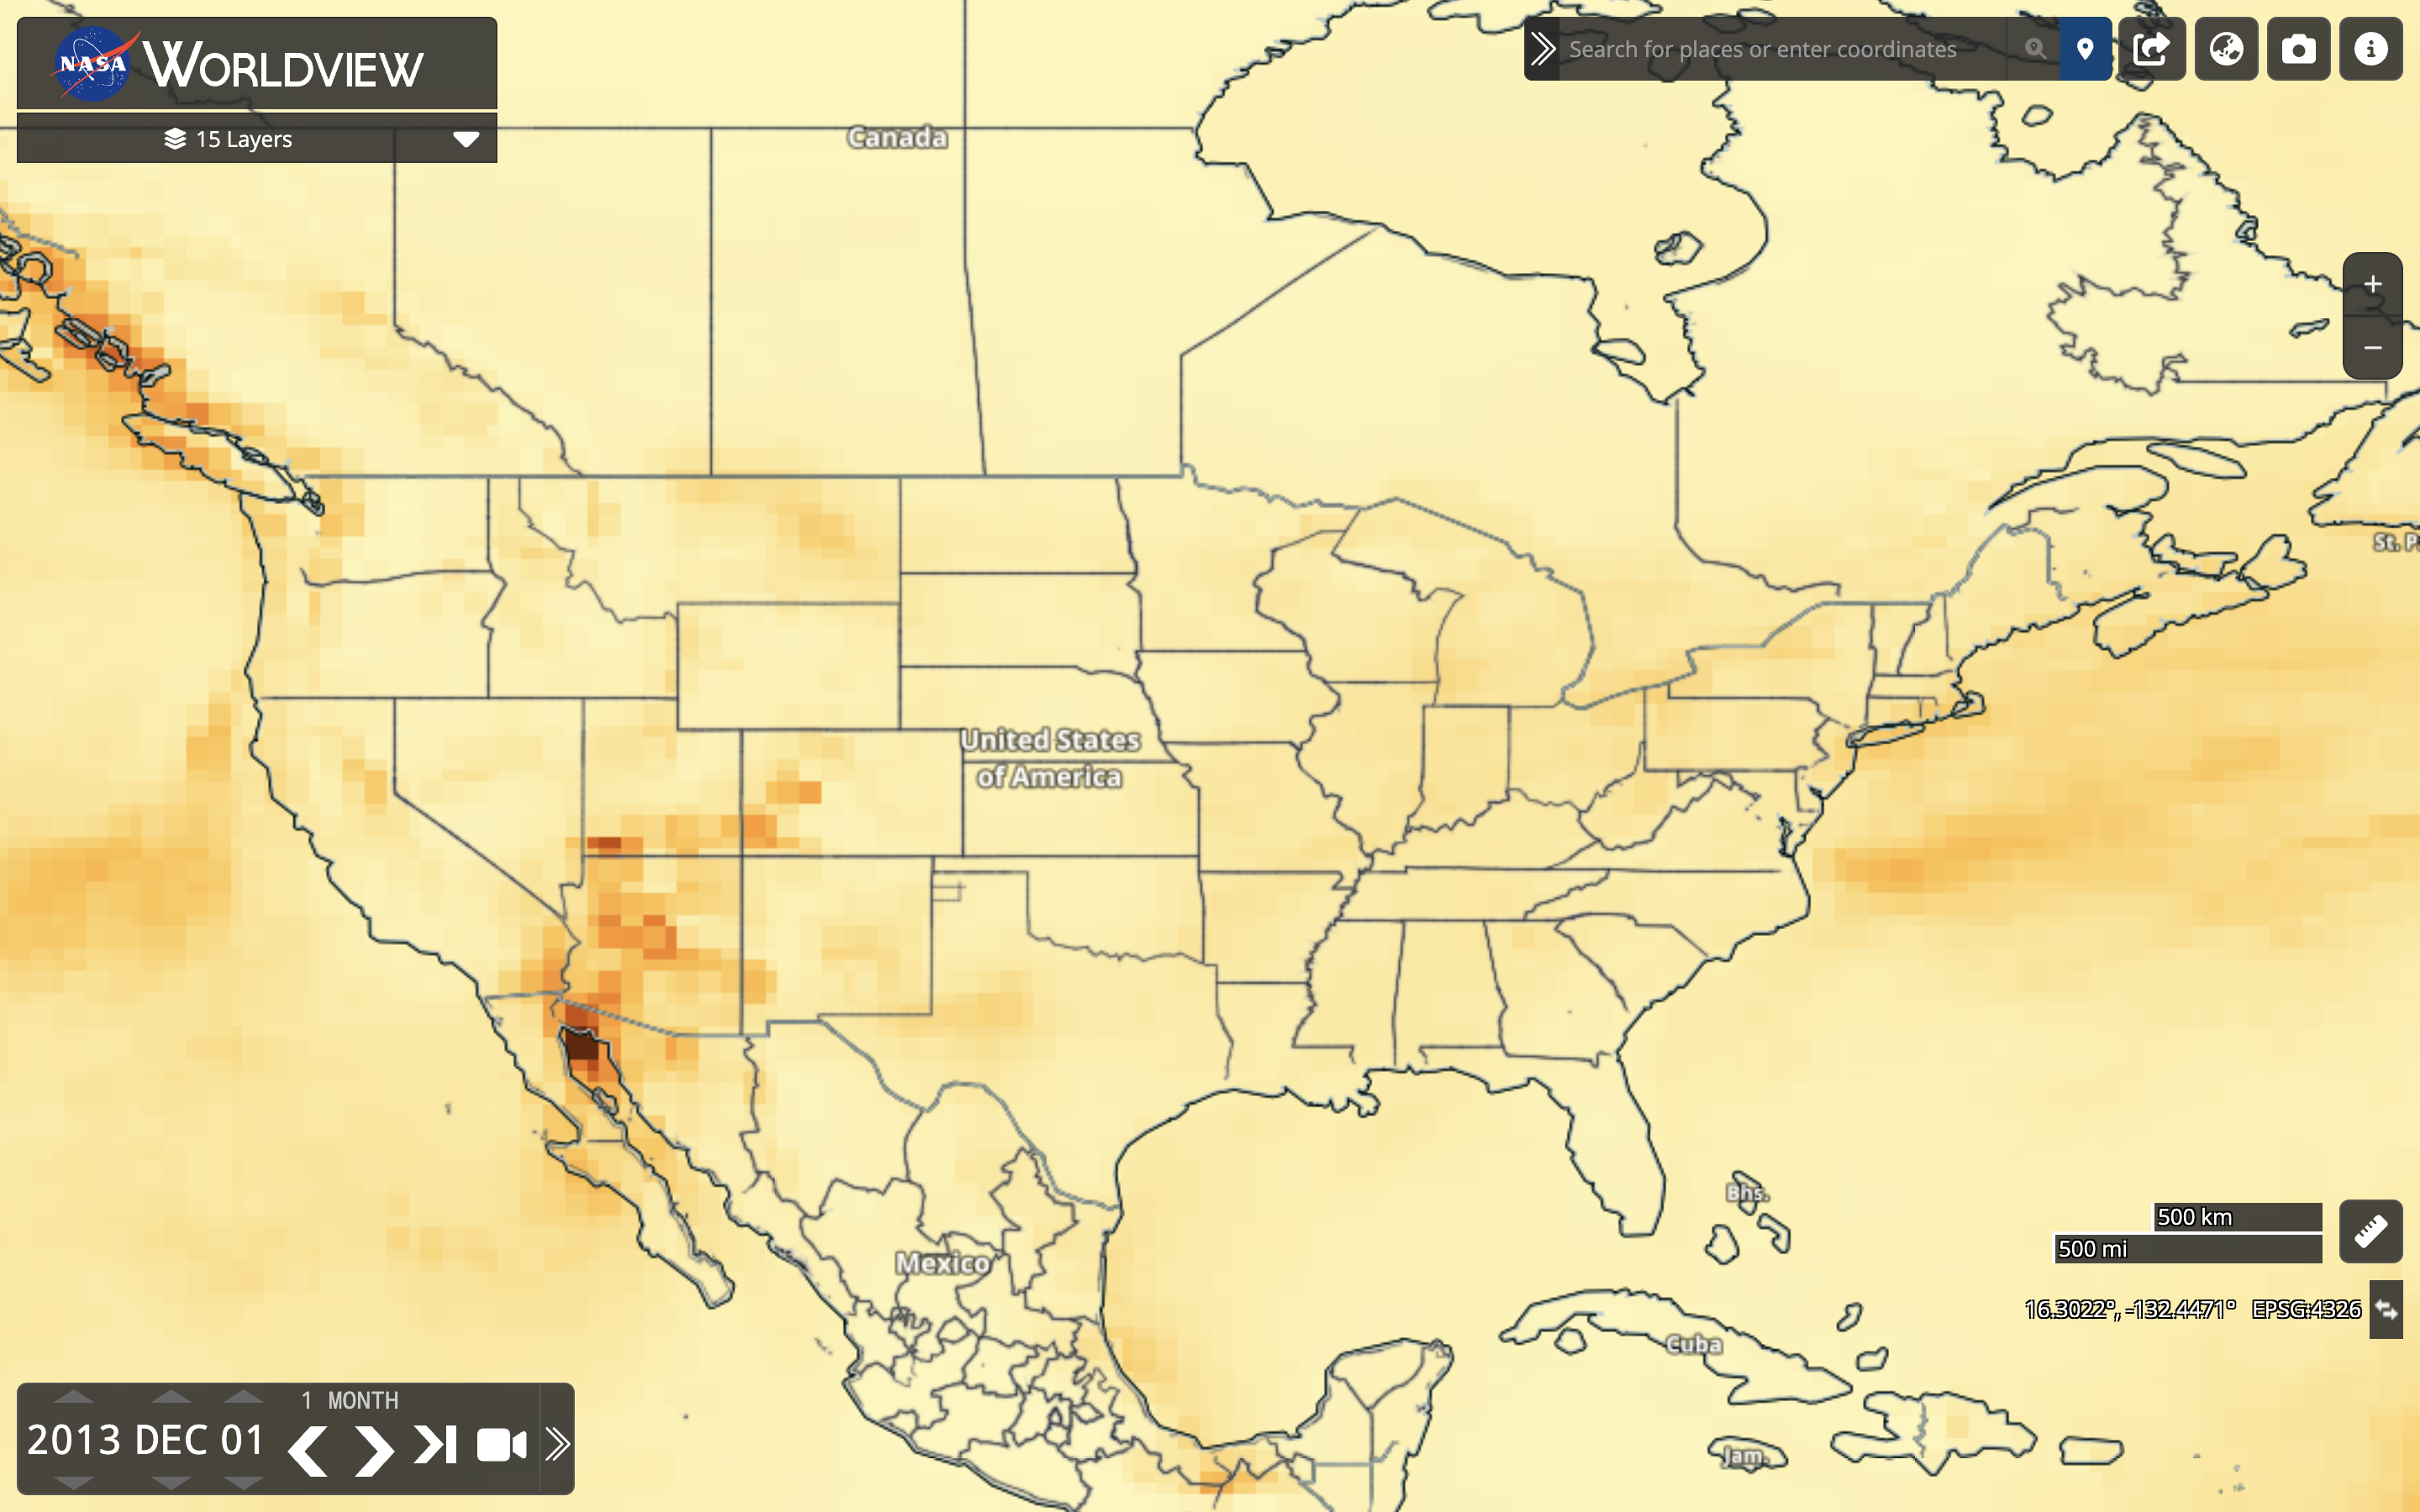 NASA WORLDVIEW
Search for places or enter coordinates
15 Layers
Canada
+
−
St. P
United States
of America
Bhs.
500 km
500 mi
Mexico
16.3022°, -132.4471° EPSG:4326
Cuba
1 MONTH
2013 DEC 01
Jam.